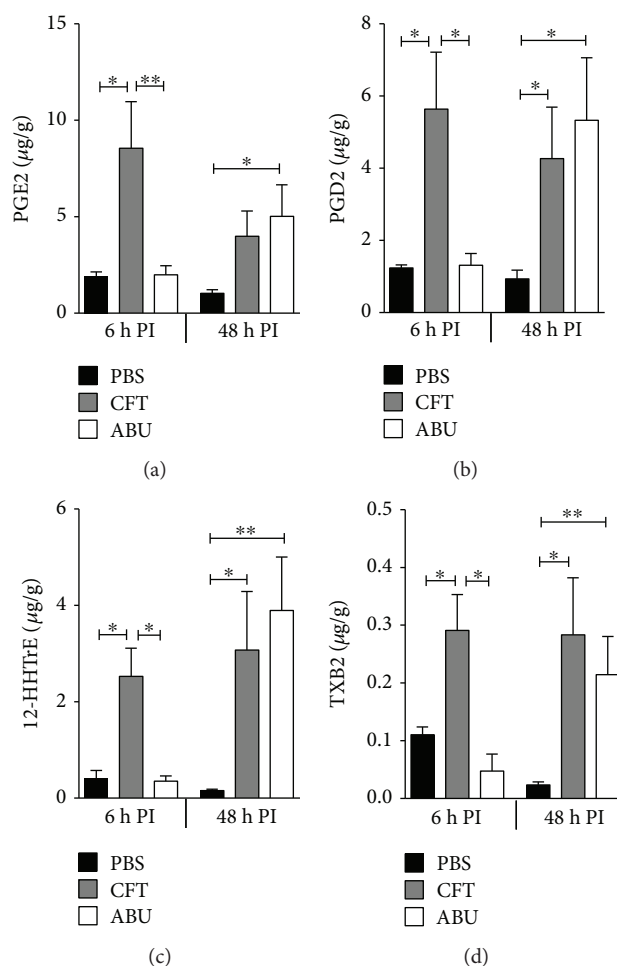 15
10
5
0
PGE2 (µg/g)
* ** *
6 h PI 48 h PI
PBS
CFT
ABU
(a)
8
6
4
2
0
PGD2 (µg/g)
* * * *
6 h PI 48 h PI
PBS
CFT
ABU
(b)
6
4
2
0
12-HHTrE (µg/g)
* * * **
6 h PI 48 h PI
PBS
CFT
ABU
(c)
0.5
0.4
0.3
0.2
0.1
0.0
TXB2 (µg/g)
* * * **
6 h PI 48 h PI
PBS
CFT
ABU
(d)